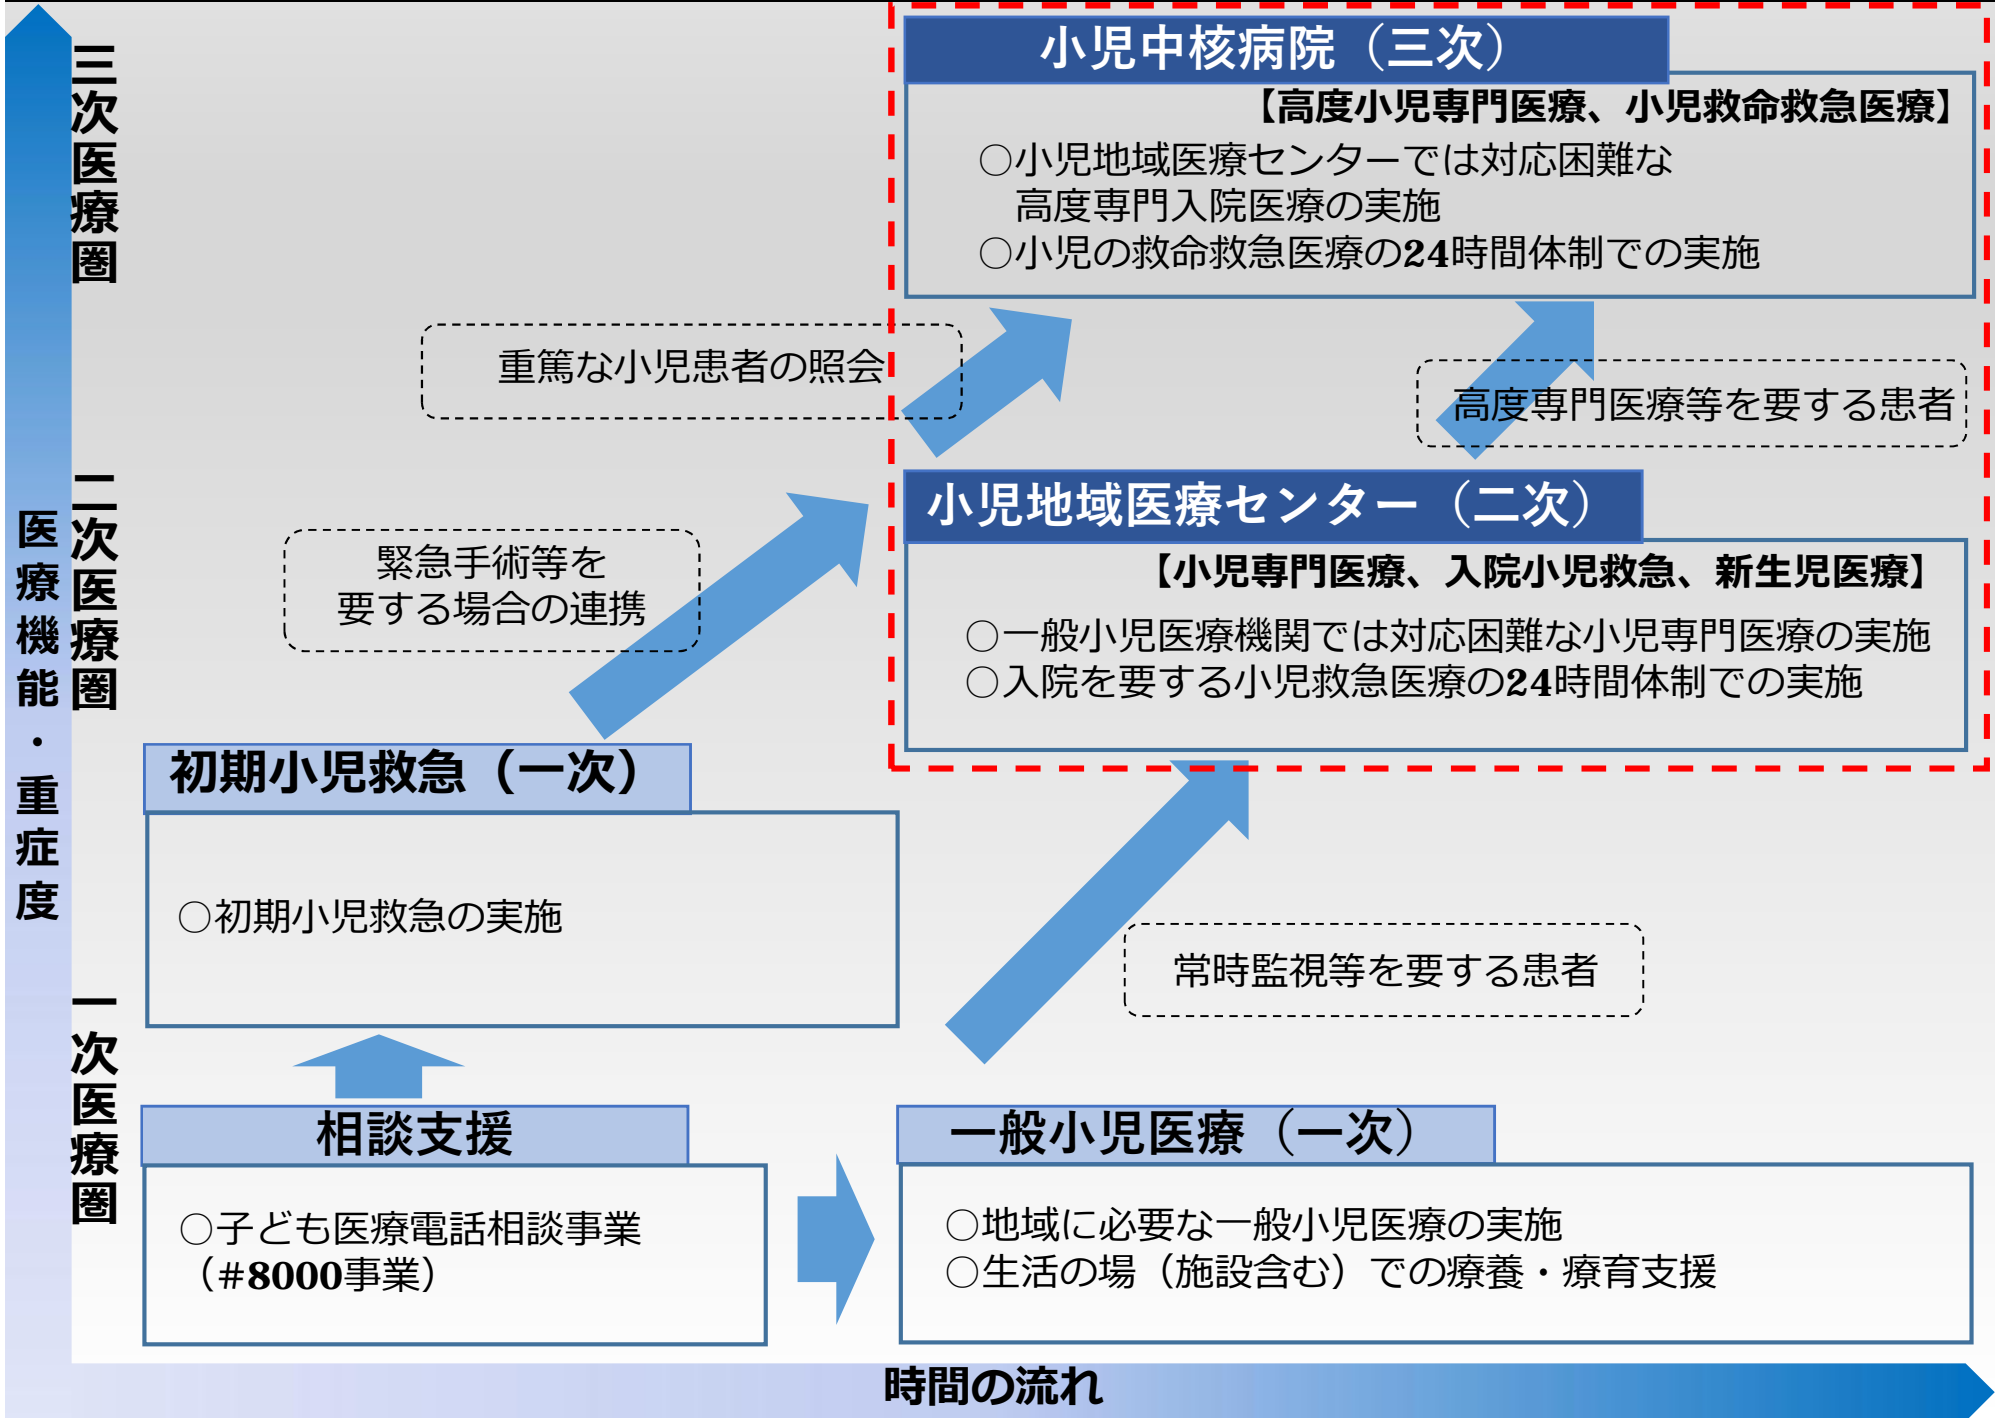 三次医療圏
小児中核病院（三次）
【高度小児専門医療、小児救命救急医療】
○小児地域医療センターでは対応困難な
高度専門入院医療の実施
○小児の救命救急医療の24時間体制での実施
重篤な小児患者の照会
高度専門医療等を要する患者
医療機能・重症度
二次医療圏
小児地域医療センター（二次）
【小児専門医療、入院小児救急、新生児医療】
○一般小児医療機関では対応困難な小児専門医療の実施
○入院を要する小児救急医療の24時間体制での実施
緊急手術等を
要する場合の連携
初期小児救急（一次）
○初期小児救急の実施
常時監視等を要する患者
一次医療圏
相談支援
○子ども医療電話相談事業
（#8000事業）
一般小児医療（一次）
○地域に必要な一般小児医療の実施
○生活の場（施設含む）での療養・療育支援
時間の流れ